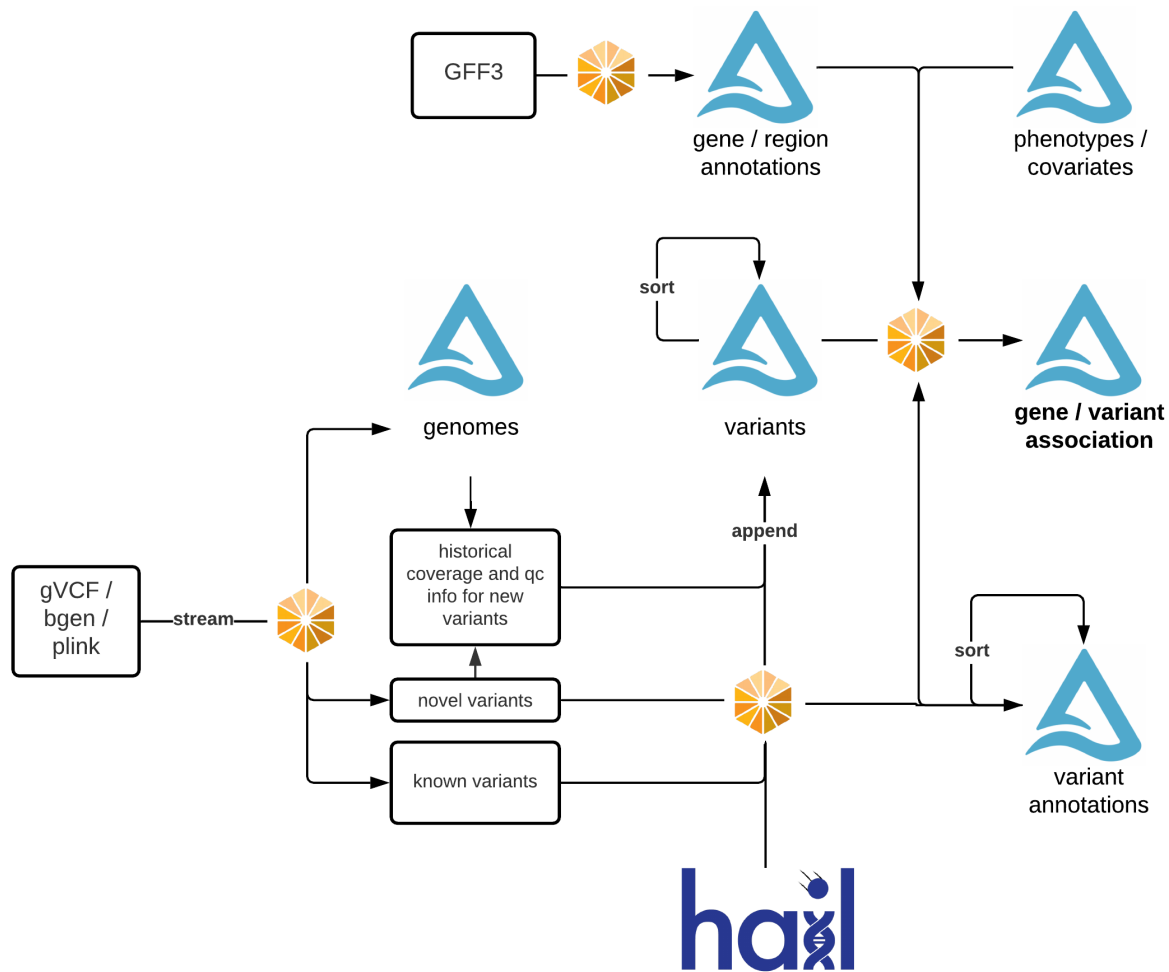 GFF3
gene / region
annotations
phenotypes /
covariates
sort
genomes
variants
gene / variant
association
append
historical
coverage and qc
info for new
variants
gVCF /
bgen /
plink
stream
novel variants
known variants
sort
variant
annotations
hail